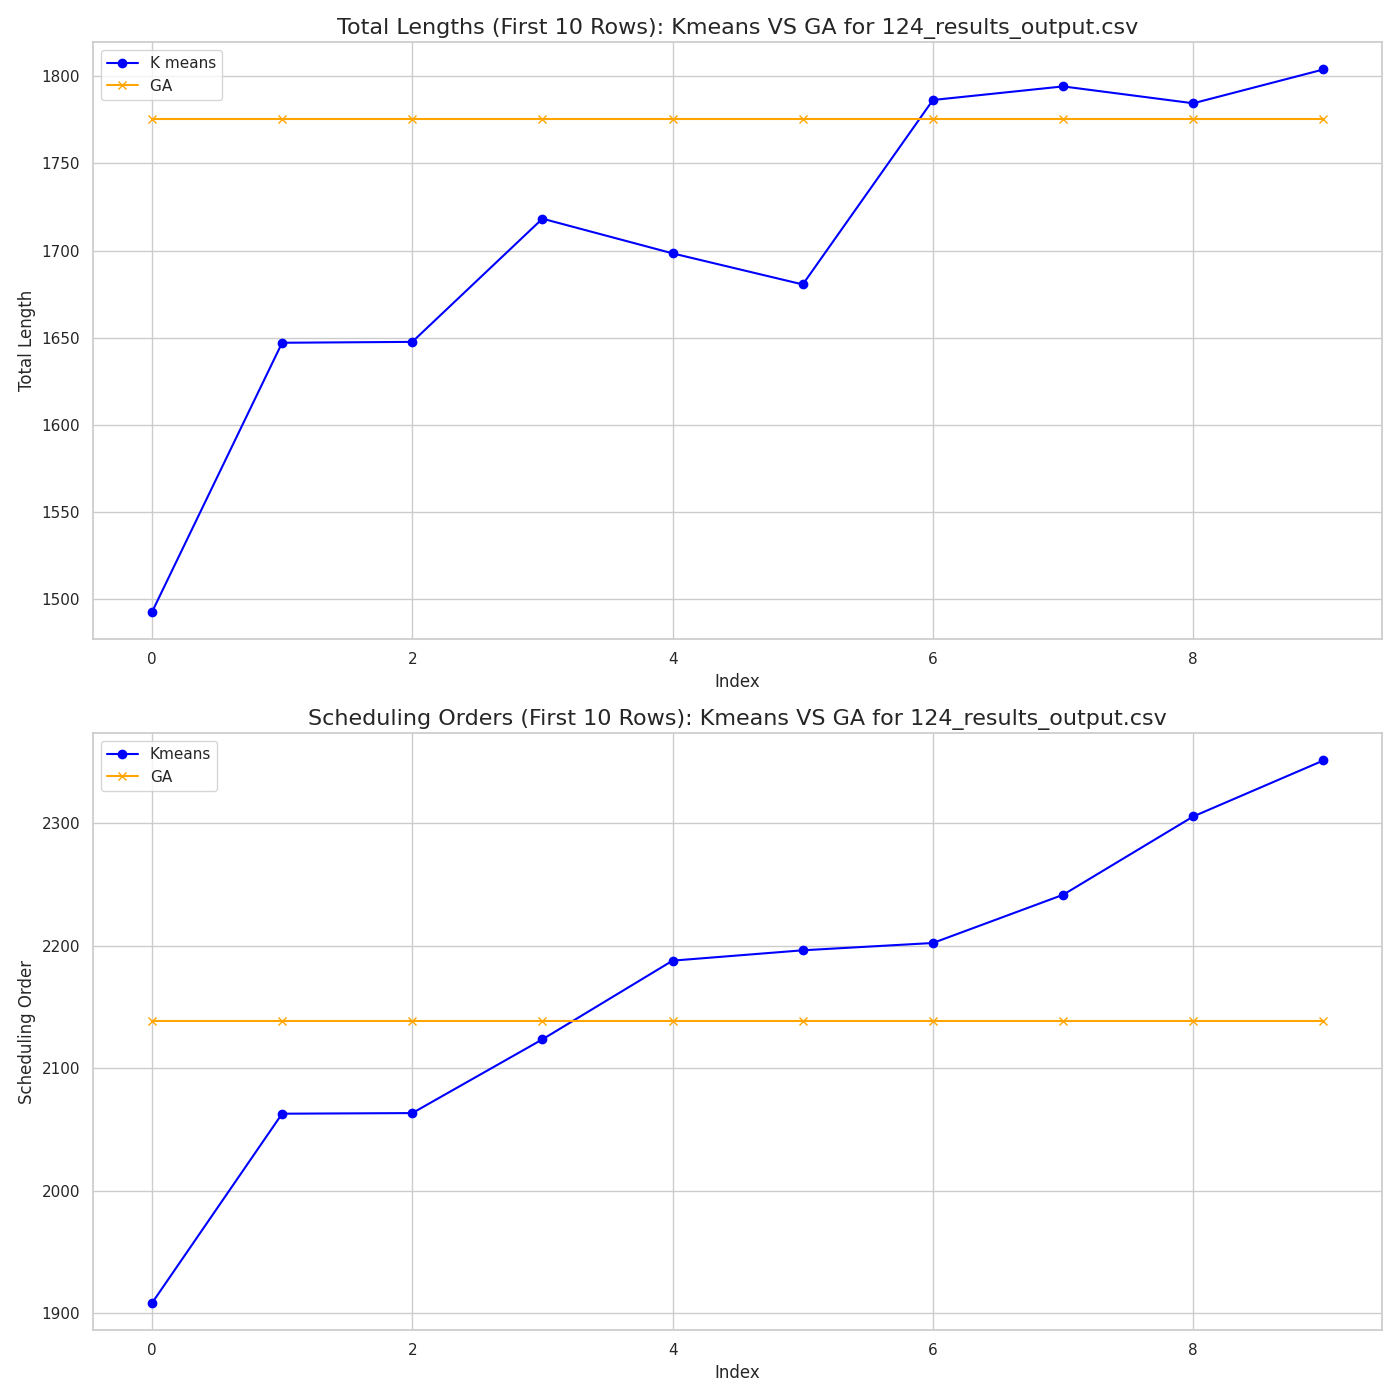 Total Lengths (First 10 Rows): Kmeans VS GA for 124_results_output.csv
K means
GA
1800
1750
1700
1650
1600
1550
1500
Total Length
0 2 4 6 8
Index
Scheduling Orders (First 10 Rows): Kmeans VS GA for 124_results_output.csv
Kmeans
GA
2300
2200
2100
2000
1900
Scheduling Order
0 2 4 6 8
Index